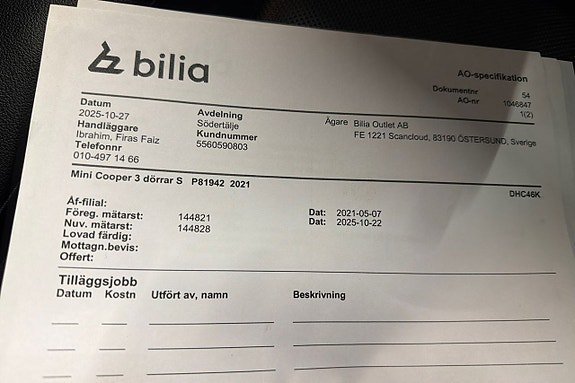 bilia
AO-specifikation
Dokumentnr 54
AO-nr 1046847
1(2)
Datum
2025-10-27
Handläggare
Ibrahim, Firas Faiz
Telefonnr
010-497 14 66
Avdelning
Södertälje
Kundnummer
5560590803
Ägare Bilia Outlet AB
FE 1221 Scancloud, 83190 ÖSTERSUND, Sverige
Mini Cooper 3 dörrar S P81942 2021 DHC46K
Åf-filial:
Föreg. mätarst: 144821 Dat: 2021-05-07
Nuv. mätarst: 144828 Dat: 2025-10-22
Lovad färdig:
Mottagn.bevis:
Offert:
Tilläggsjobb
Datum Kostn Utfört av, namn Beskrivning